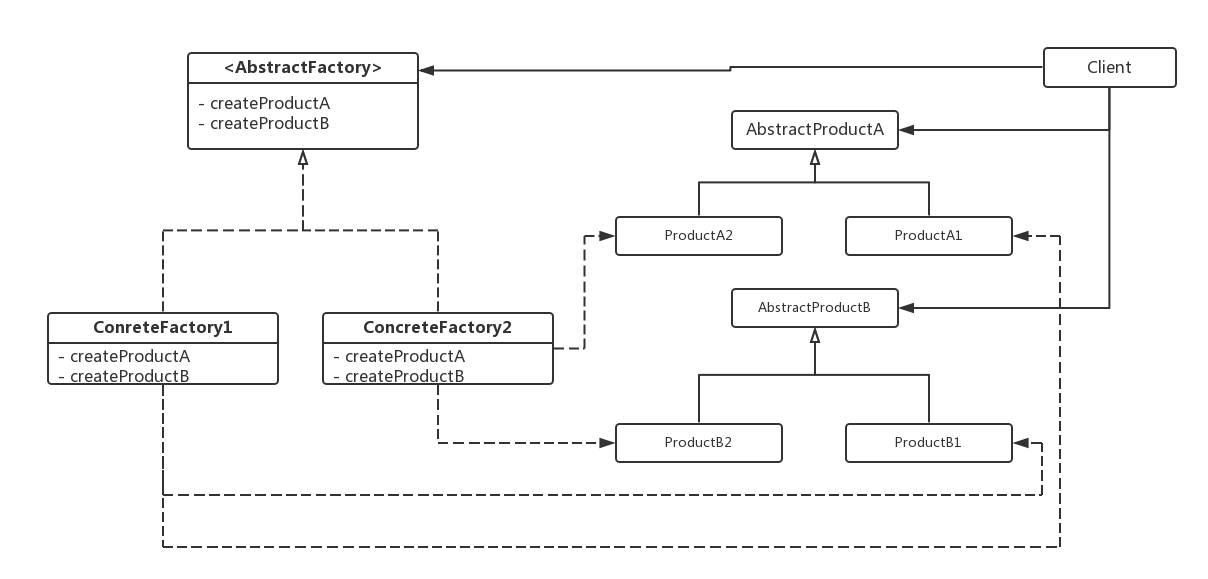 <AbstractFactory>
- createProductA
- createProductB
Client
AbstractProductA
ProductA2
ProductA1
AbstractProductB
ConreteFactory1
- createProductA
- createProductB
ConcreteFactory2
- createProductA
- createProductB
ProductB2
ProductB1